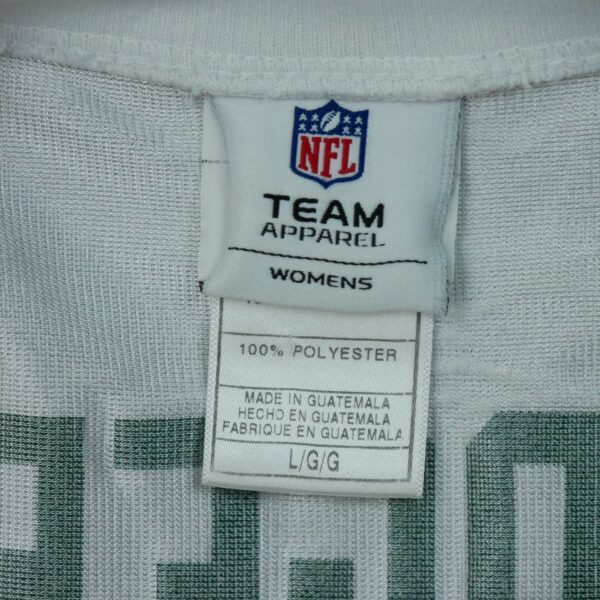 NFL
TEAM
APPAREL
WOMENS
100% POLYESTER
MADE IN GUATEMALA
HECHO EN GUATEMALA
FABRIQUE EN GUATEMALA
L/G/G